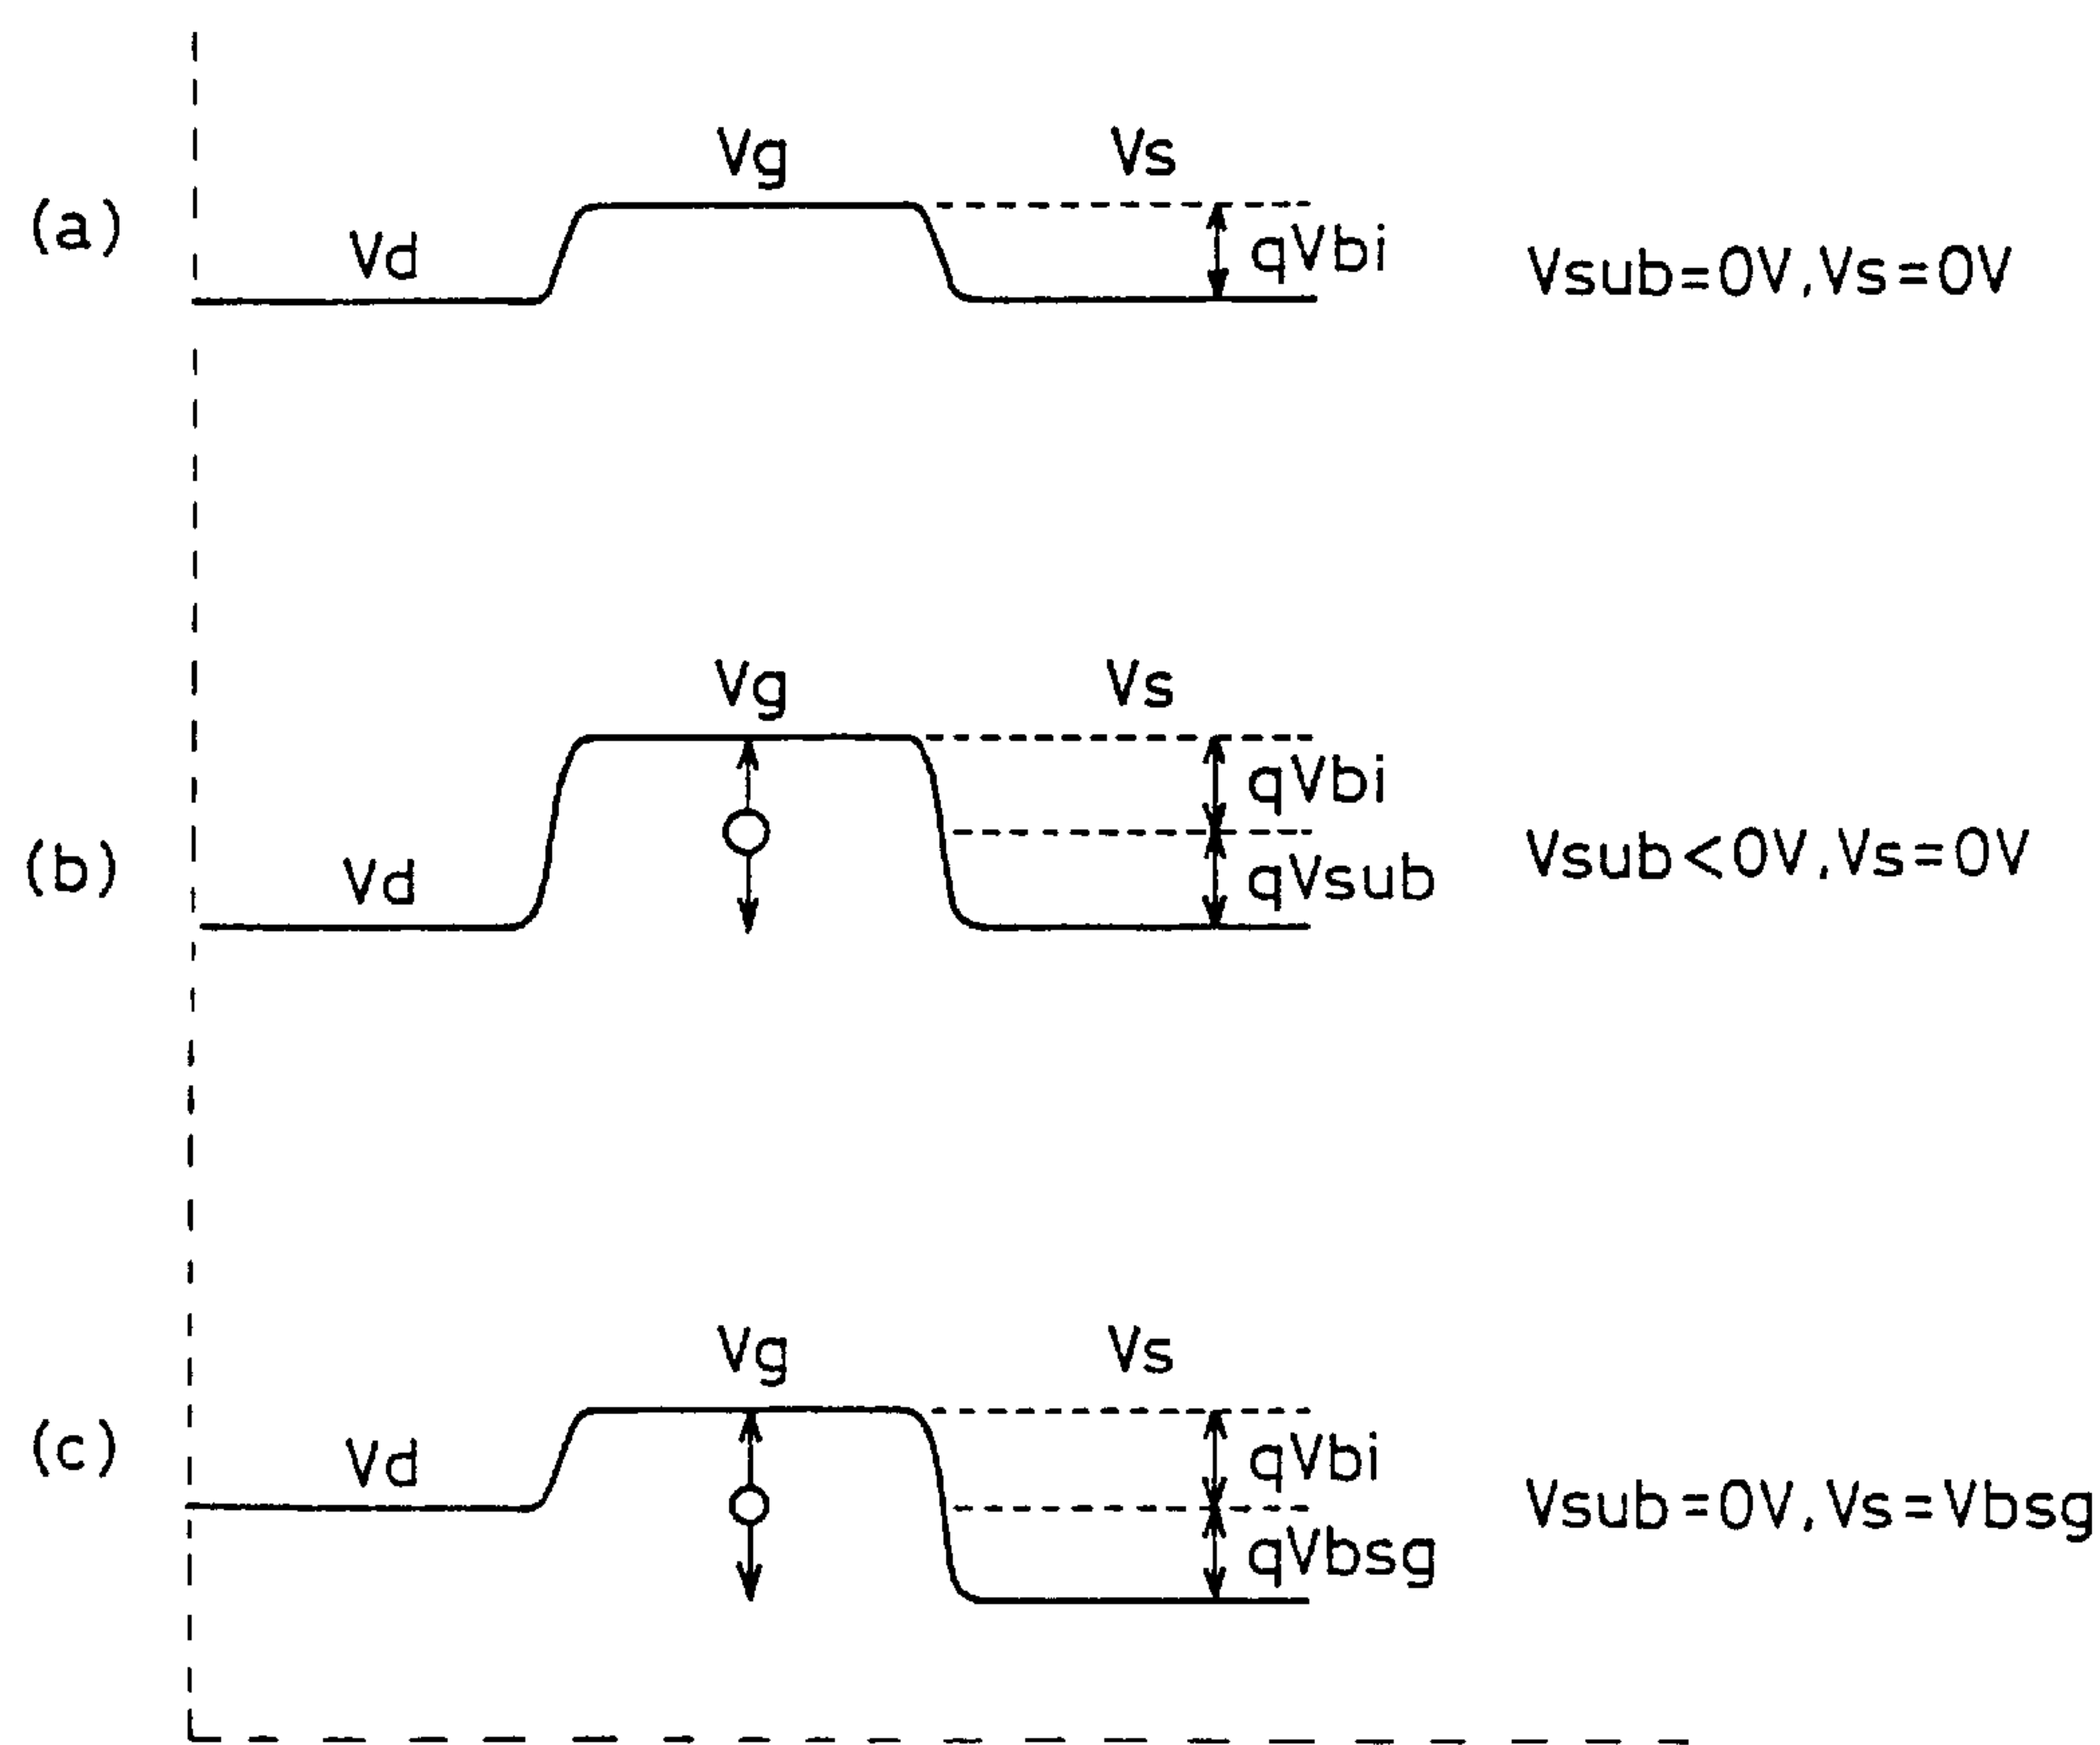 Vg Vs
(a) Vd qVbi Vsub=0V,Vs=0V
Vg Vs
qVbi
(b) Vd qVsub Vsub<0V,Vs=0V
Vg Vs
(c) Vd qVbi
qVbsg Vsub=0V,Vs=Vbsg